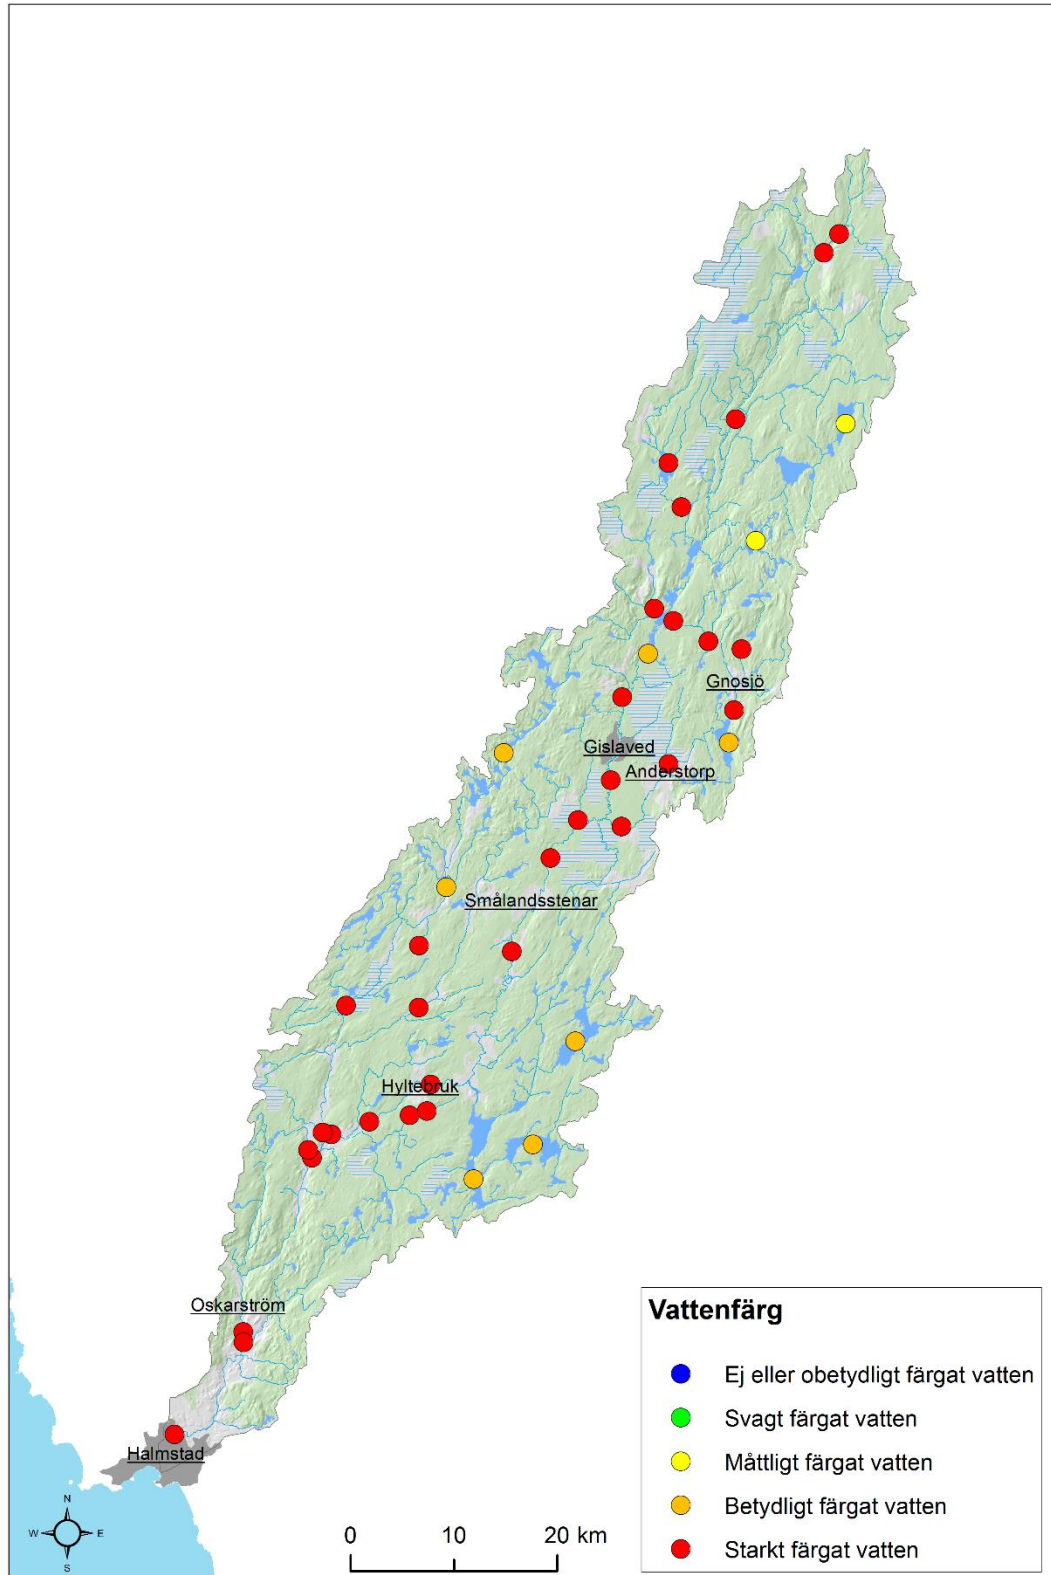 Gnosjö
Gislaved
Anderstorp
Smålandsstenar
Hyltebruk
Oskarström
Halmstad
N
W
E
S
0 10 20 km
Vattenfärg
Ej eller obetydligt färgat vatten
Svagt färgat vatten
Måttligt färgat vatten
Betydligt färgat vatten
Starkt färgat vatten